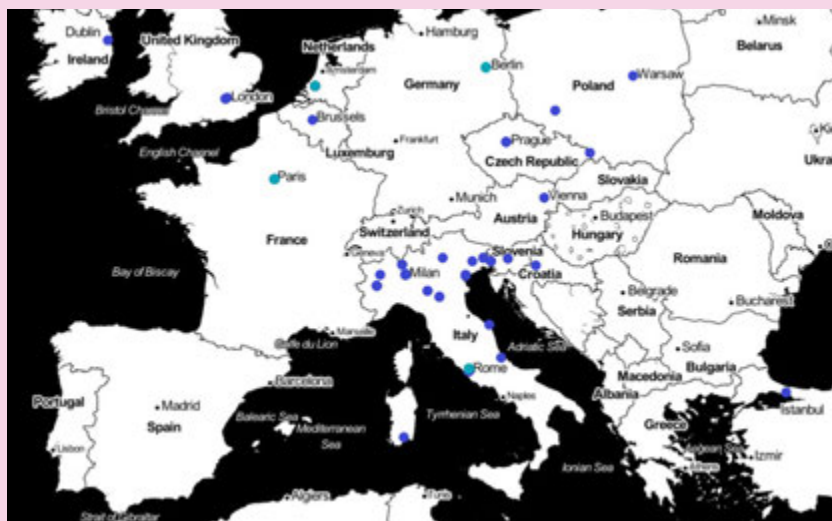 Dublin
Ireland
United Kingdom
London
Bristol Channel
English Channel
Netherlands
Amsterdam
Brussels
Luxemburg
Hamburg
Berlin
Germany
Frankfurt
Munich
Poland
Warsaw
Minsk
Belarus
Prague
Czech Republic
Slovakia
Vienna
Austria
Budapest
Hungary
Moldova
Romania
Paris
France
Zurich
Switzerland
Geneva
Bay of Biscay
Milan
Slovenia
Croatia
Belgrade
Serbia
Bucharest
Sofia
Bulgaria
Marseille
Golfe du Lion
Italy
Adriatic Sea
Rome
Naples
Macedonia
Albania
Istanbul
Barcelona
Portugal
Madrid
Spain
Lisbon
Balearic Sea
Mediterranean
Sea
Tyrrhenian Sea
Greece
Aegean Sea
Athens
Izmir
Ionian Sea
Algiers
Tunis
Strait of Gibraltar